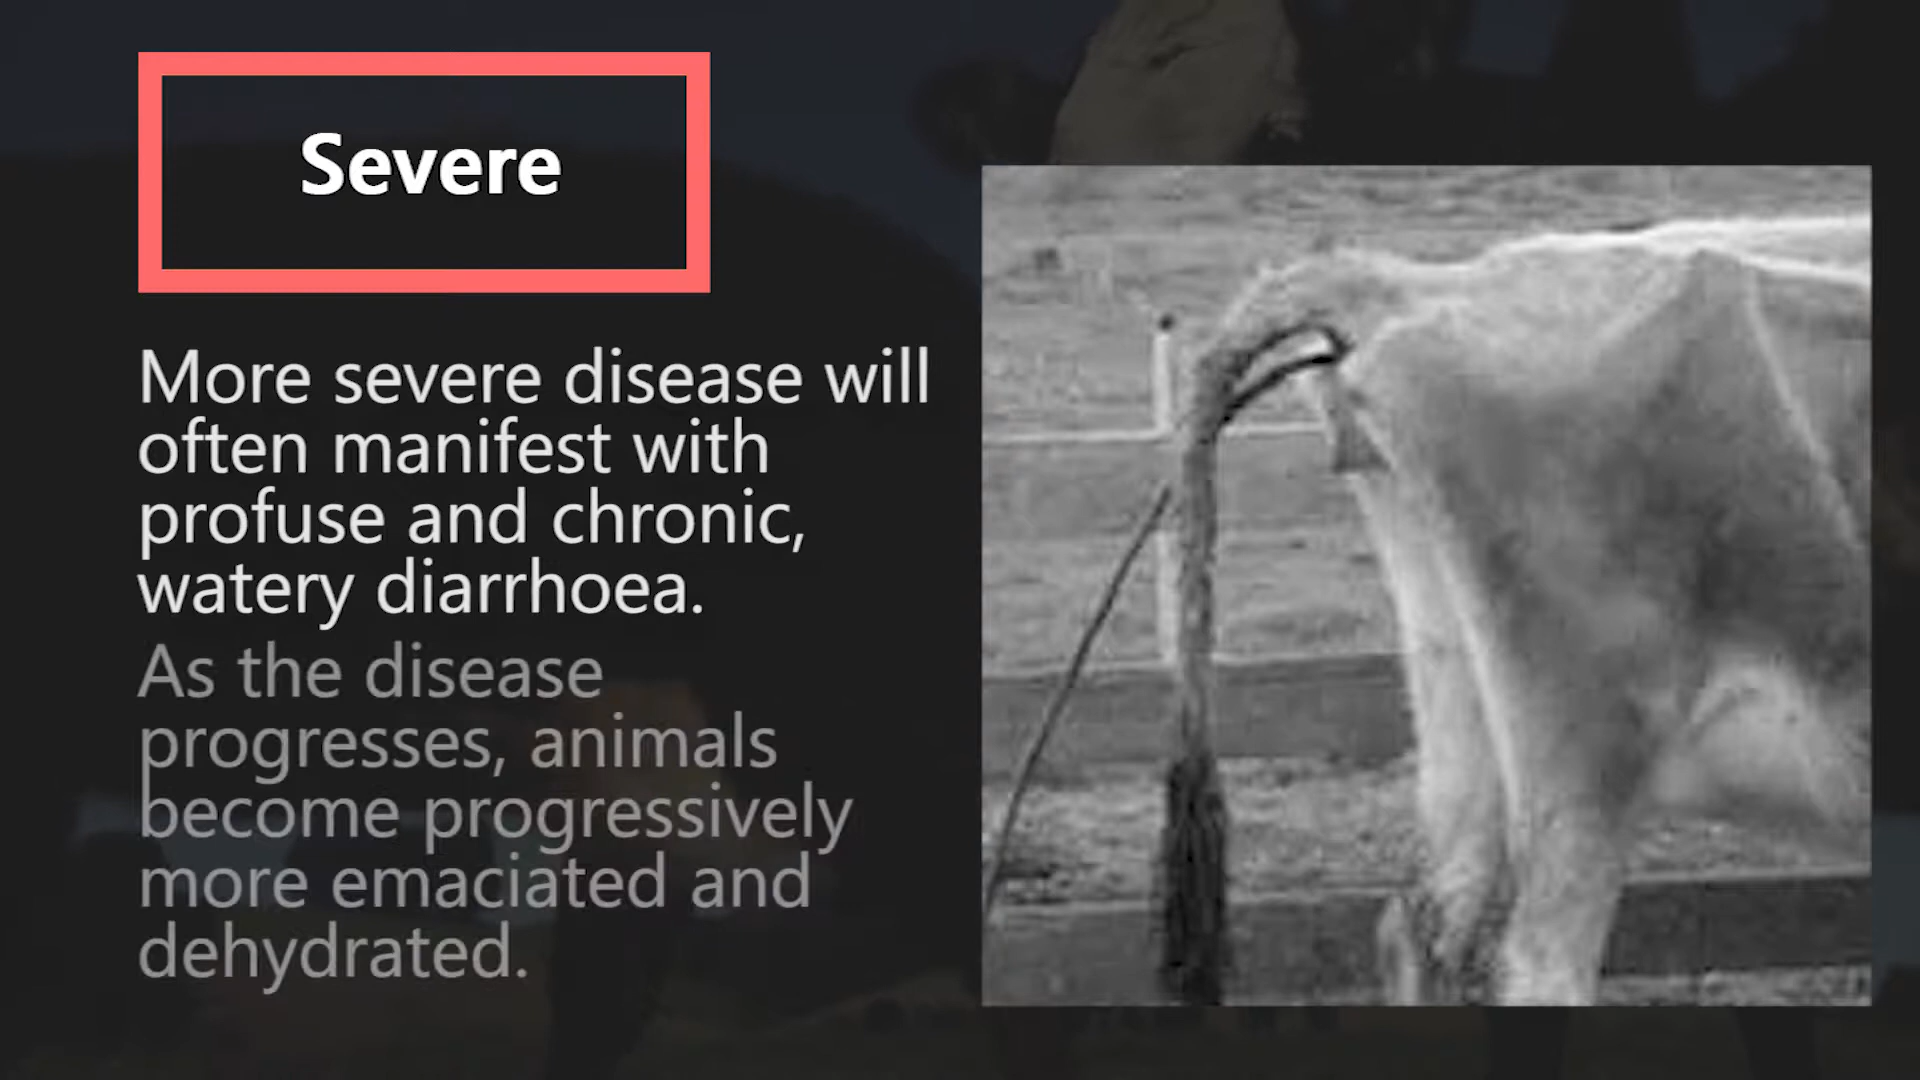 Severe
More severe disease will
often manifest with
profuse and chronic,
watery diarrhoea.
As the disease
progresses, animals
become progressively
more emaciated and
dehydrated.